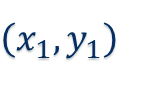 (x₁, y₁)